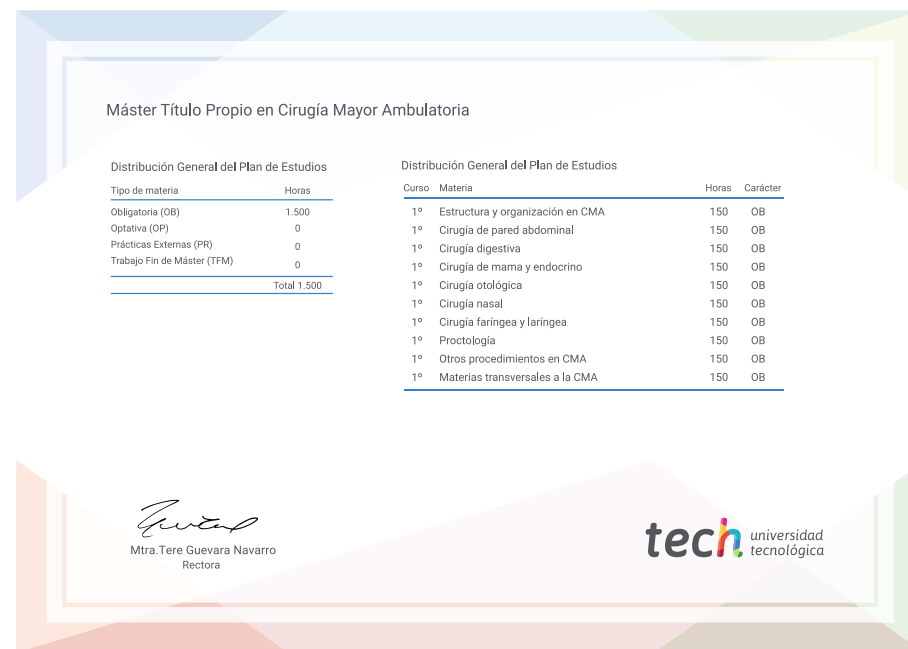 Máster Título Propio en Cirugía Mayor Ambulatoria
Distribución General del Plan de Estudios
Tipo de materia Horas
Obligatoria (OB) 1.500
Optativa (OP) 0
Prácticas Externas (PR) 0
Trabajo Fin de Máster (TFM) 0
Total 1.500
Distribución General del Plan de Estudios
Curso Materia Horas Carácter
1º Estructura y organización en CMA 150 OB
1º Cirugía de pared abdominal 150 OB
1º Cirugía digestiva 150 OB
1º Cirugía de mama y endocrino 150 OB
1º Cirugía otológica 150 OB
1º Cirugía nasal 150 OB
1º Cirugía faríngea y laríngea 150 OB
1º Proctología 150 OB
1º Otros procedimientos en CMA 150 OB
1º Materias transversales a la CMA 150 OB
Mtra.Tere Guevara Navarro
Rectora
tech universidad
tecnológica